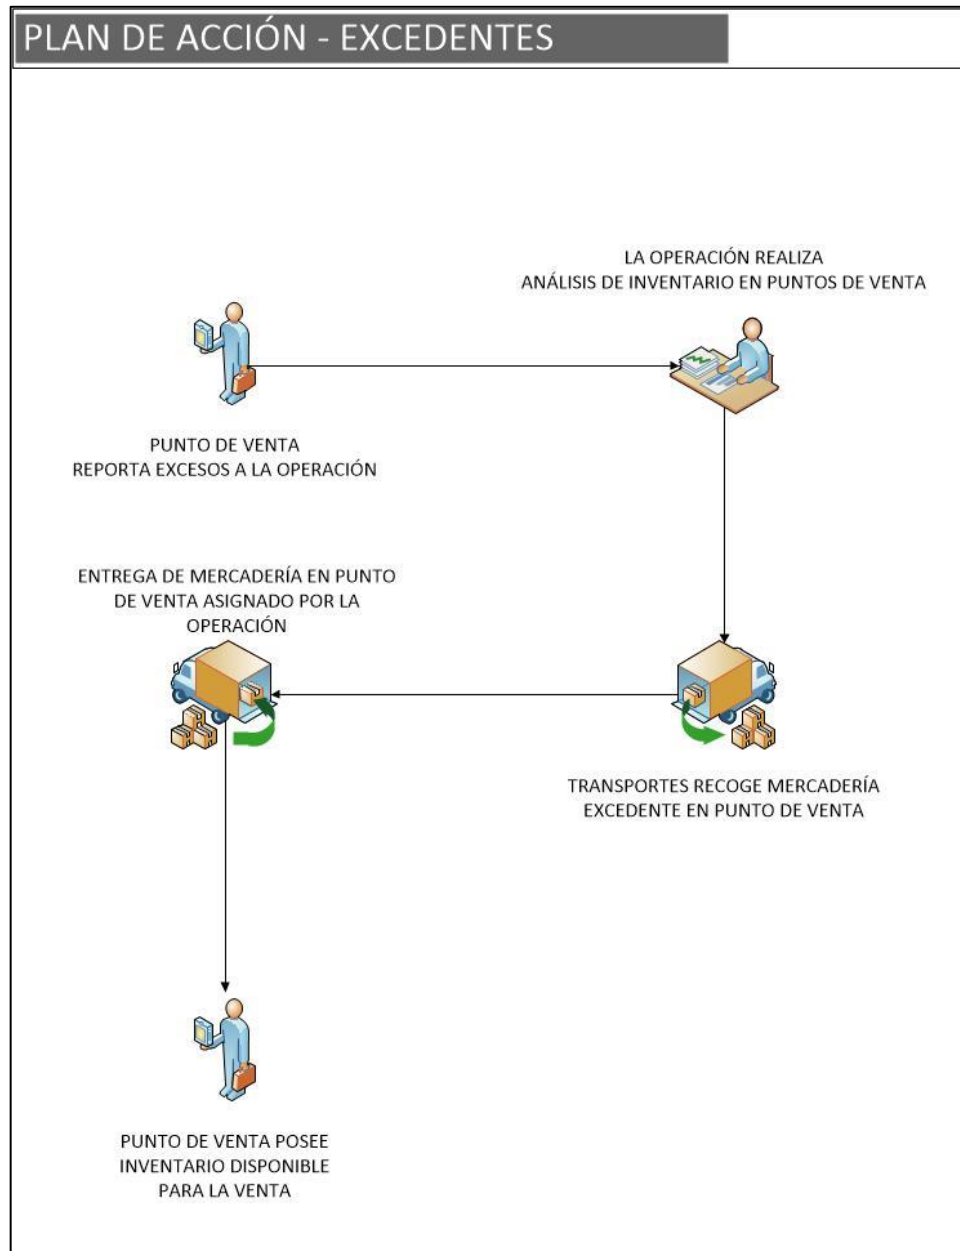 PLAN DE ACCIÓN - EXCEDENTES
LA OPERACIÓN REALIZA
ANÁLISIS DE INVENTARIO EN PUNTOS DE VENTA
PUNTO DE VENTA
REPORTA EXCESOS A LA OPERACIÓN
ENTREGA DE MERCADERÍA EN PUNTO
DE VENTA ASIGNADO POR LA
OPERACIÓN
TRANSPORTES RECOGE MERCADERÍA
EXCEDENTE EN PUNTO DE VENTA
PUNTO DE VENTA POSEE
INVENTARIO DISPONIBLE
PARA LA VENTA